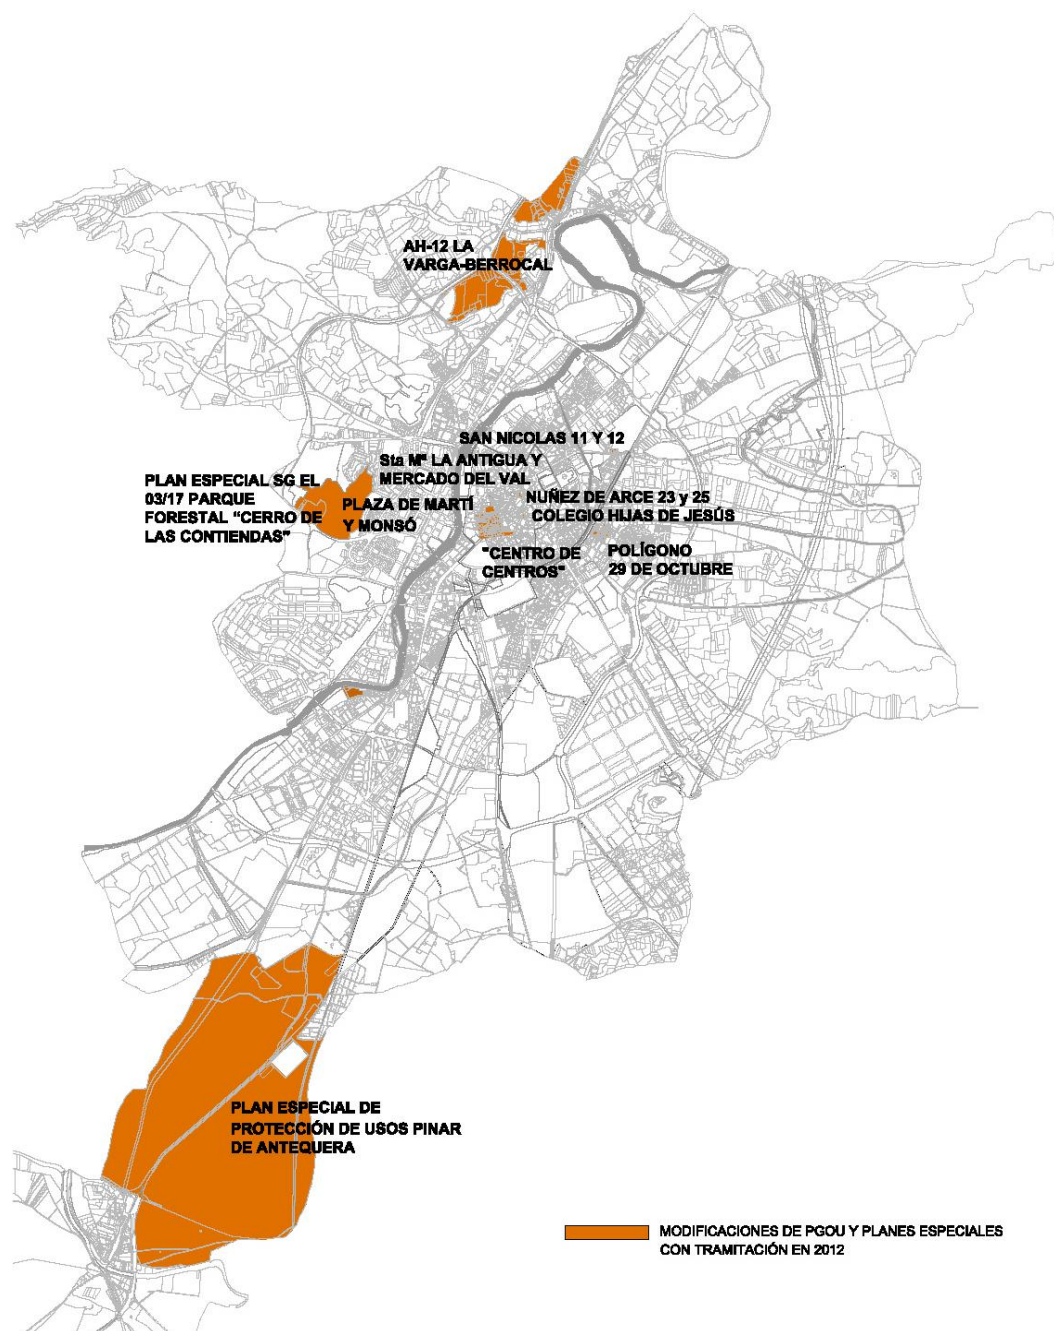 AH-12 LA
VARGA-BERROCAL
SAN NICOLAS 11 Y 12
Sta Mª LA ANTIGUA Y
MERCADO DEL VAL
PLAN ESPECIAL SG EL
03/17 PARQUE
FORESTAL "CERRO DE
LAS CONTIENDAS"
PLAZA DE MARTÍ
Y MONSÓ
NUÑEZ DE ARCE 23 y 25
COLEGIO HIJAS DE JESÚS
"CENTRO DE
CENTROS"
POLÍGONO
29 DE OCTUBRE
PLAN ESPECIAL DE
PROTECCIÓN DE USOS PINAR
DE ANTEQUERA
MODIFICACIONES DE PGOU Y PLANES ESPECIALES
CON TRAMITACIÓN EN 2012